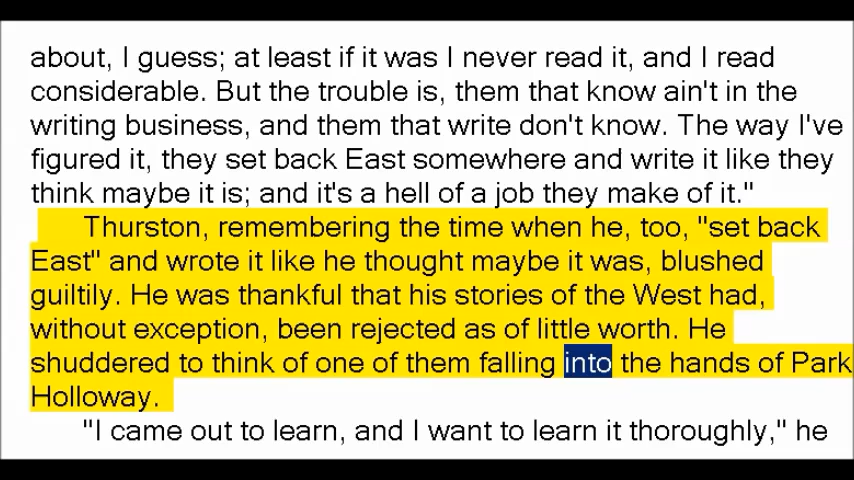 about, I guess; at least if it was I never read it, and I read
considerable. But the trouble is, them that know ain't in the
writing business, and them that write don't know. The way I've
figured it, they set back East somewhere and write it like they
think maybe it is; and it's a hell of a job they make of it."
Thurston, remembering the time when he, too, "set back
East" and wrote it like he thought maybe it was, blushed
guiltily. He was thankful that his stories of the West had,
without exception, been rejected as of little worth. He
shuddered to think of one of them falling into the hands of Park
Holloway.
"I came out to learn, and I want to learn it thoroughly," he